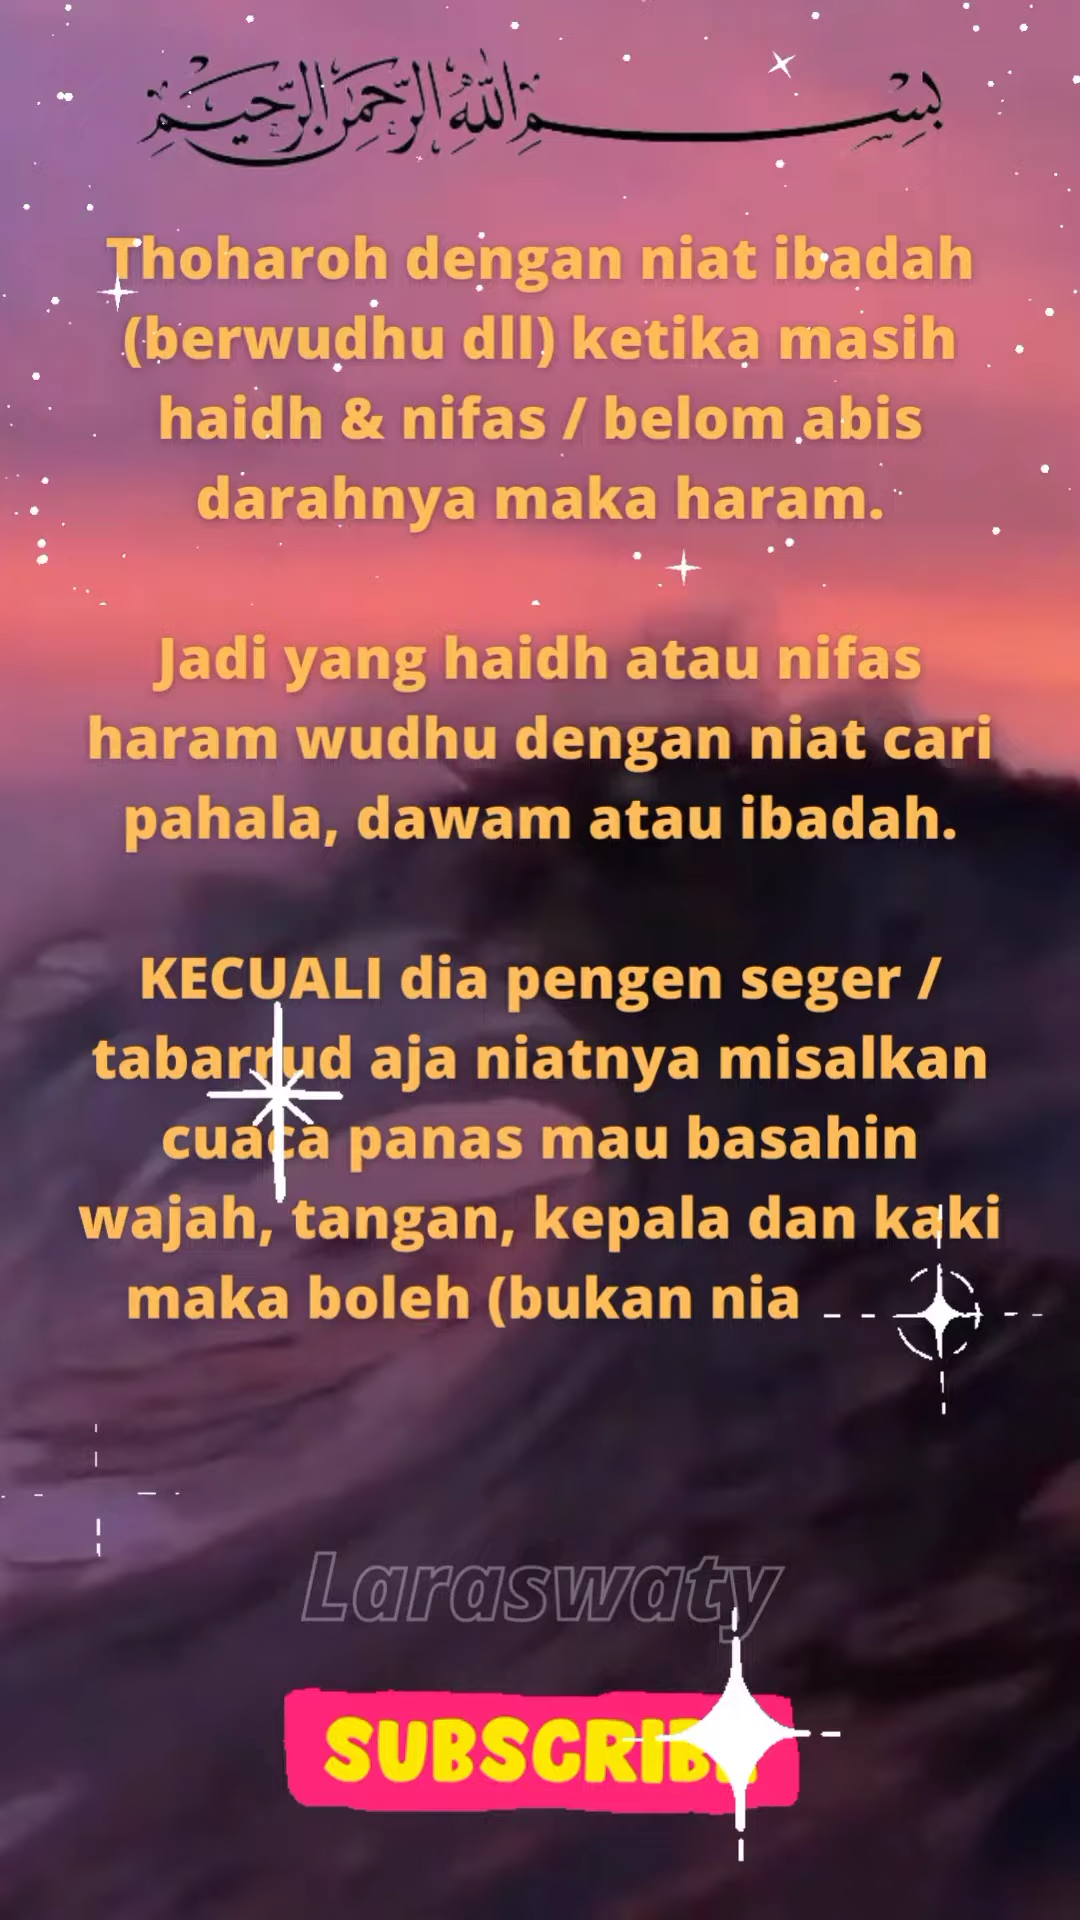 بِسْمِ اللهِ الرَّحْمَنِ الرَّحِيْمِ
Thoharoh dengan niat ibadah
(berwudhu dll) ketika masih
haidh & nifas / belom abis
darahnya maka haram.
Jadi yang haidh atau nifas
haram wudhu dengan niat cari
pahala, dawam atau ibadah.
KECUALI dia pengen seger /
tabarrud aja niatnya misalkan
cuaca panas mau basahin
wajah, tangan, kepala dan kaki
maka boleh (bukan nia
Laraswaty
SUBSCRIBE